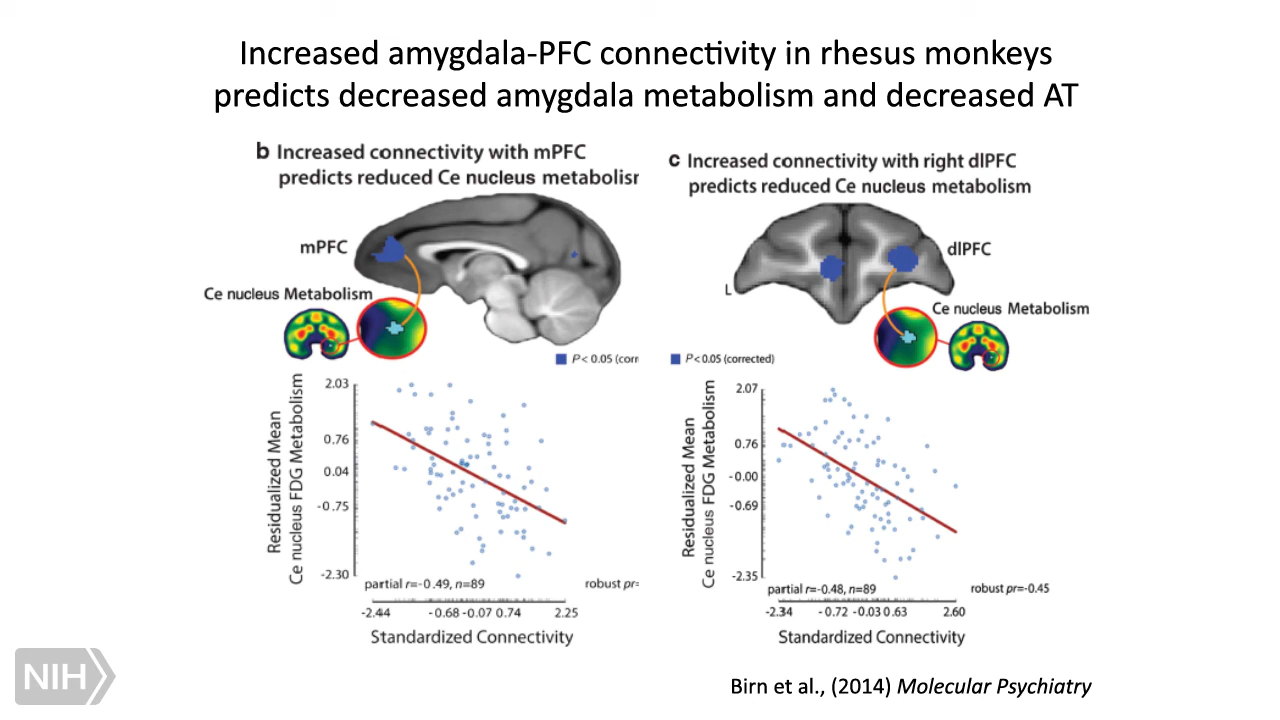 Increased amygdala-PFC connectivity in rhesus monkeys
predicts decreased amygdala metabolism and decreased AT
b Increased connectivity with mPFC
predicts reduced Ce nucleus metabolisr
mPFC
Ce nucleus Metabolism
P < 0.05 (corr
Residualized Mean
Ce nucleus FDG Metabolism
2.03
0.76
0.04
-0.75
-2.30
partial r=-0.49, n=89
robust pr=
-2.44 -0.68 -0.07 0.74 2.25
Standardized Connectivity
c Increased connectivity with right dlPFC
predicts reduced Ce nucleus metabolism
dlPFC
L
Ce nucleus Metabolism
P < 0.05 (corrected)
Residualized Mean
Ce nucleus FDG Metabolism
2.07
0.76
-0.00
-0.69
-2.35
partial r=-0.48, n=89
robust pr=-0.45
-2.34 -0.72 -0.03 0.63 2.60
Standardized Connectivity
NIH
Birn et al., (2014) Molecular Psychiatry